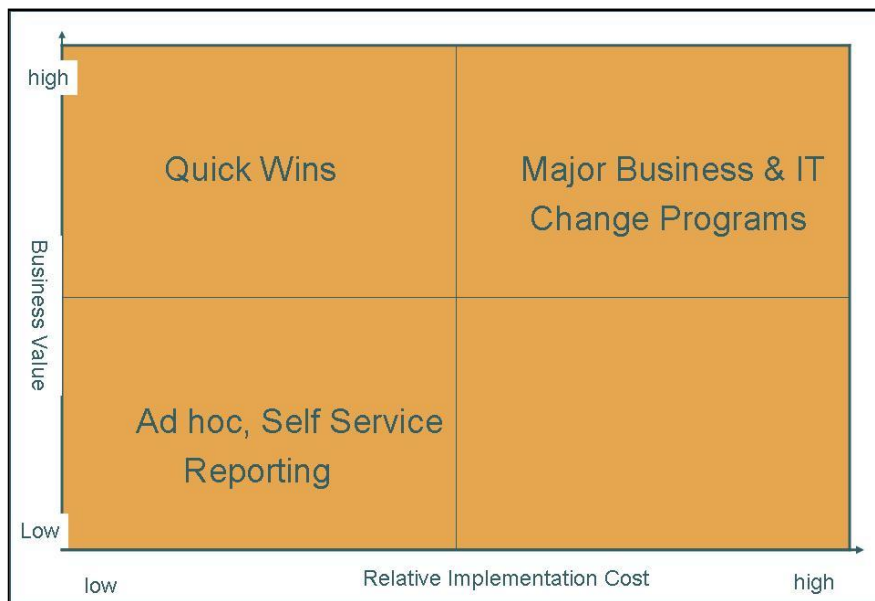 high
Quick Wins
Major Business & IT
Change Programs
Business Value
Ad hoc, Self Service
Reporting
Low
low
Relative Implementation Cost
high